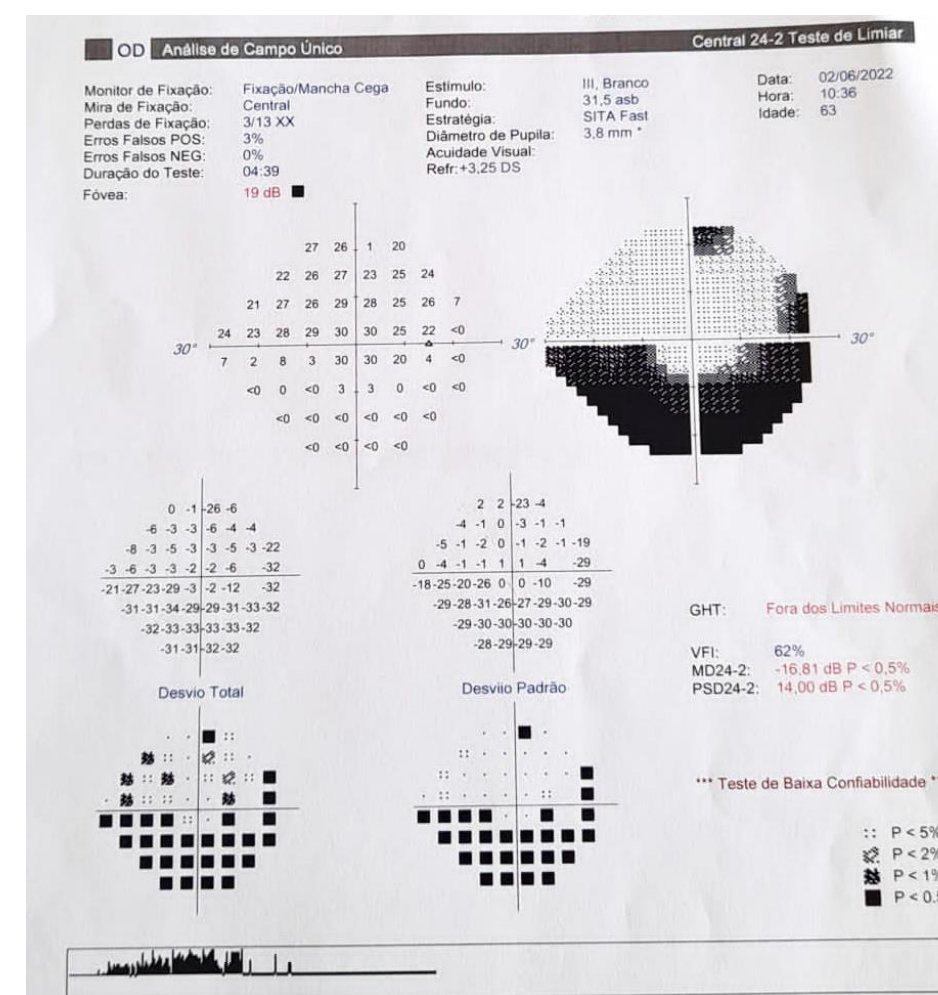 OD Análise de Campo Único Central 24-2 Teste de Limiar
Monitor de Fixação: Fixação/Mancha Cega
Mira de Fixação: Central
Perdas de Fixação: 3/13 XX
Erros Falsos POS: 3%
Erros Falsos NEG: 0%
Duração do Teste: 04:39
Fóvea: 19 dB
Estímulo: III, Branco
Fundo: 31,5 asb
Estratégia: SITA Fast
Diâmetro de Pupila: 3,8 mm *
Acuidade Visual:
Refr:+3,25 DS
Data: 02/06/2022
Hora: 10:36
Idade: 63
27 26 1 20
22 26 27 23 25 24
21 27 26 29 28 25 26 7
24 23 28 29 30 30 25 22 <0
30° 30°
7 2 8 3 30 30 20 4 <0
<0 0 <0 3 3 0 <0 <0
<0 <0 <0 <0 <0 <0
<0 <0 <0 <0
30°
0 -1 -26 -6
-6 -3 -3 -6 -4 -4
-8 -3 -5 -3 -3 -5 -3 -22
-3 -6 -3 -3 -2 -2 -6 -32
-21 -27 -23 -29 -3 -2 -12 -32
-31 -31 -34 -29 -29 -31 -33 -32
-32 -33 -33 -33 -33 -32
-31 -31 -32 -32
Desvio Total
2 2 -23 -4
-4 -1 0 -3 -1 -1
-5 -1 -2 0 -1 -2 -1 -19
0 -4 -1 -1 1 1 -4 -29
-18 -25 -20 -26 0 0 -10 -29
-29 -28 -31 -26 -27 -29 -30 -29
-29 -30 -30 -30 -30 -30
-28 -29 -29 -29
Desviio Padrão
GHT: Fora dos Limites Normais
VFI: 62%
MD24-2: -16,81 dB P < 0,5%
PSD24-2: 14,00 dB P < 0,5%
*** Teste de Baixa Confiabilidade *
:: P < 5%
P < 2%
P < 1%
P < 0.